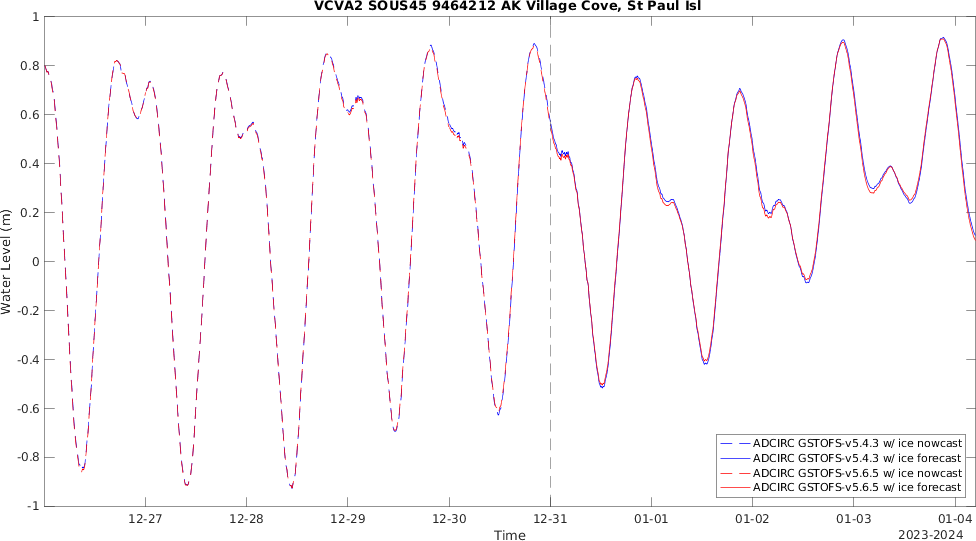 VCVA2 SOUS45 9464212 AK Village Cove, St Paul Isl
1
0.8
0.6
0.4
0.2
0
-0.2
-0.4
-0.6
-0.8
-1
Water Level (m)
ADCIRC GSTOFS-v5.4.3 w/ ice nowcast
ADCIRC GSTOFS-v5.4.3 w/ ice forecast
ADCIRC GSTOFS-v5.6.5 w/ ice nowcast
ADCIRC GSTOFS-v5.6.5 w/ ice forecast
12-27 12-28 12-29 12-30 12-31 01-01 01-02 01-03 01-04
Time
2023-2024